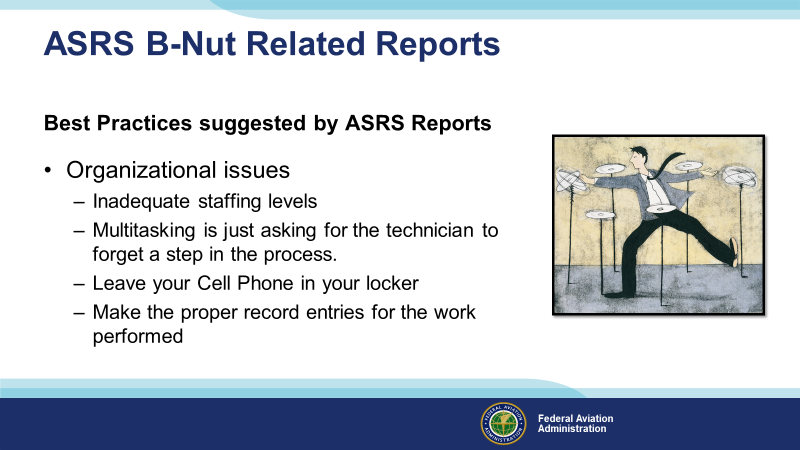 ASRS B-Nut Related Reports
Best Practices suggested by ASRS Reports
• Organizational issues
– Inadequate staffing levels
– Multitasking is just asking for the technician to
forget a step in the process.
– Leave your Cell Phone in your locker
– Make the proper record entries for the work
performed
FEDERAL AVIATION
ADMINISTRATION
Federal Aviation
Administration